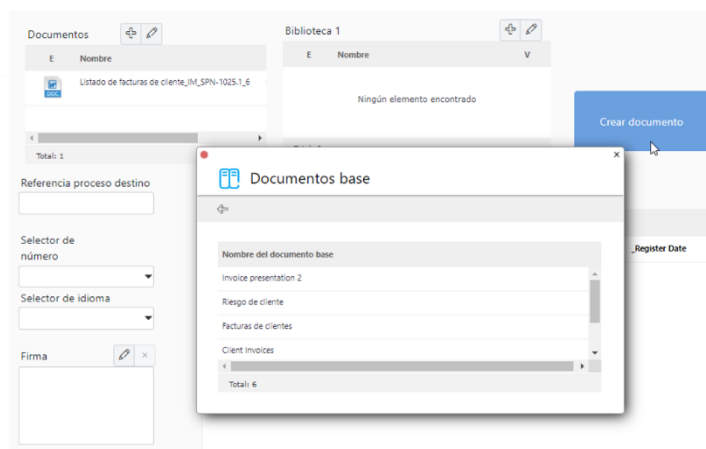 Documentos
E Nombre
DOC
Listado de facturas de cliente_IM_SPN-1025.1_6
Total: 1
Biblioteca 1
E Nombre V
Ningún elemento encontrado
Crear documento
Referencia proceso destino
Selector de
número
Selector de idioma
Firma
_Register Date
Documentos base
Nombre del documento base
Invoice presentation 2
Riesgo de cliente
Facturas de clientes
Client Invoices
Total: 6